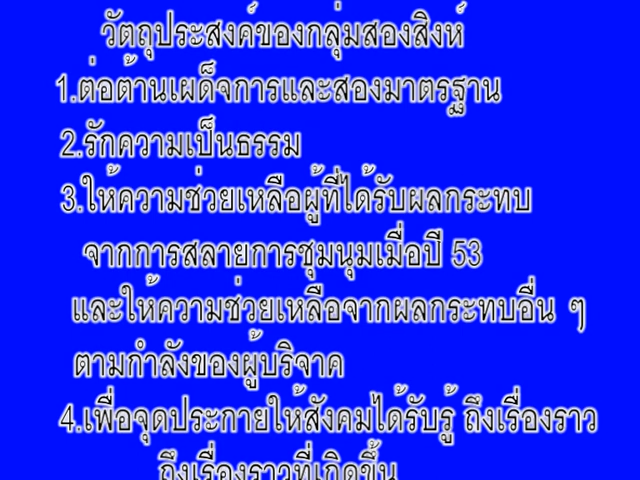 วัตถุประสงค์ของกลุ่มสองสิงห์
1.ต่อต้านเผด็จการและสองมาตรฐาน
2.รักความเป็นธรรม
3.ให้ความช่วยเหลือผู้ที่ได้รับผลกระทบ
จากการสลายการชุมนุมเมื่อปี 53
และให้ความช่วยเหลือจากผลกระทบอื่น ๆ
ตามกำลังของผู้บริจาค
4.เพื่อจุดประกายให้สังคมได้รับรู้ ถึงเรื่องราว
ถึงเรื่องราวที่เกิดขึ้น